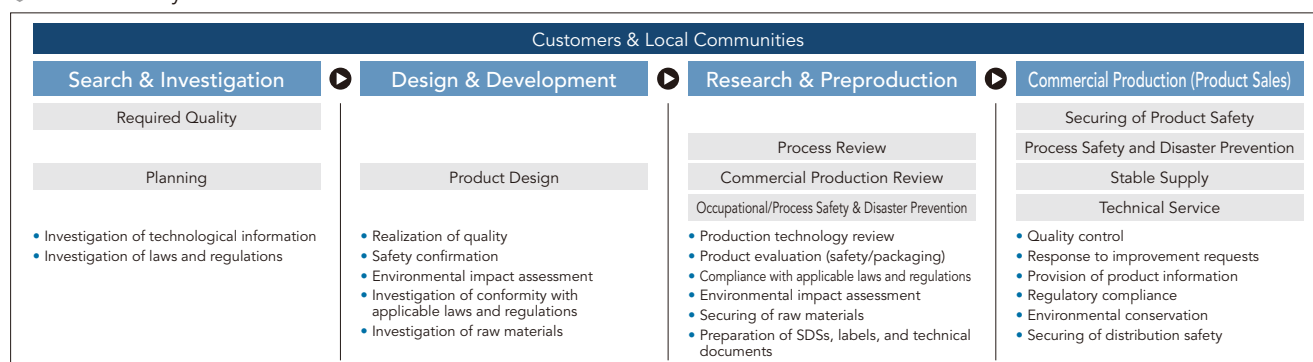 Customers & Local Communities
Search & Investigation
Required Quality
Planning
• Investigation of technological information
• Investigation of laws and regulations
Design & Development
Product Design
• Realization of quality
• Safety confirmation
• Environmental impact assessment
• Investigation of conformity with
applicable laws and regulations
• Investigation of raw materials
Research & Preproduction
Process Review
Commercial Production Review
Occupational/Process Safety & Disaster Prevention
• Production technology review
• Product evaluation (safety/packaging)
• Compliance with applicable laws and regulations
• Environmental impact assessment
• Securing of raw materials
• Preparation of SDSs, labels, and technical
documents
Commercial Production (Product Sales)
Securing of Product Safety
Process Safety and Disaster Prevention
Stable Supply
Technical Service
• Quality control
• Response to improvement requests
• Provision of product information
• Regulatory compliance
• Environmental conservation
• Securing of distribution safety